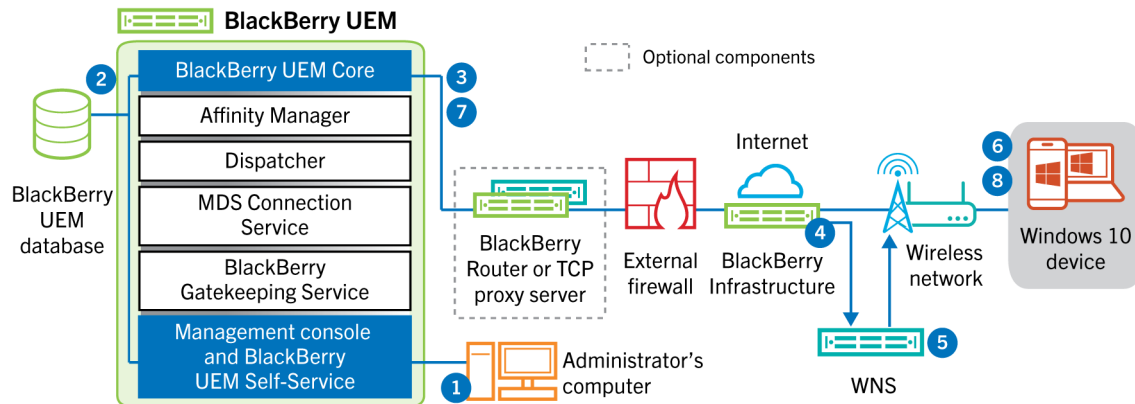 BlackBerry UEM
BlackBerry UEM Core
Affinity Manager
Dispatcher
MDS Connection
Service
BlackBerry
Gatekeeping Service
Management console
and BlackBerry
UEM Self-Service
2
BlackBerry
UEM
database
3
7
Optional components
BlackBerry
Router or TCP
proxy server
External
firewall
Internet
4
BlackBerry
Infrastructure
Wireless
network
6
8
Windows 10
device
5
WNS
1
Administrator's
computer